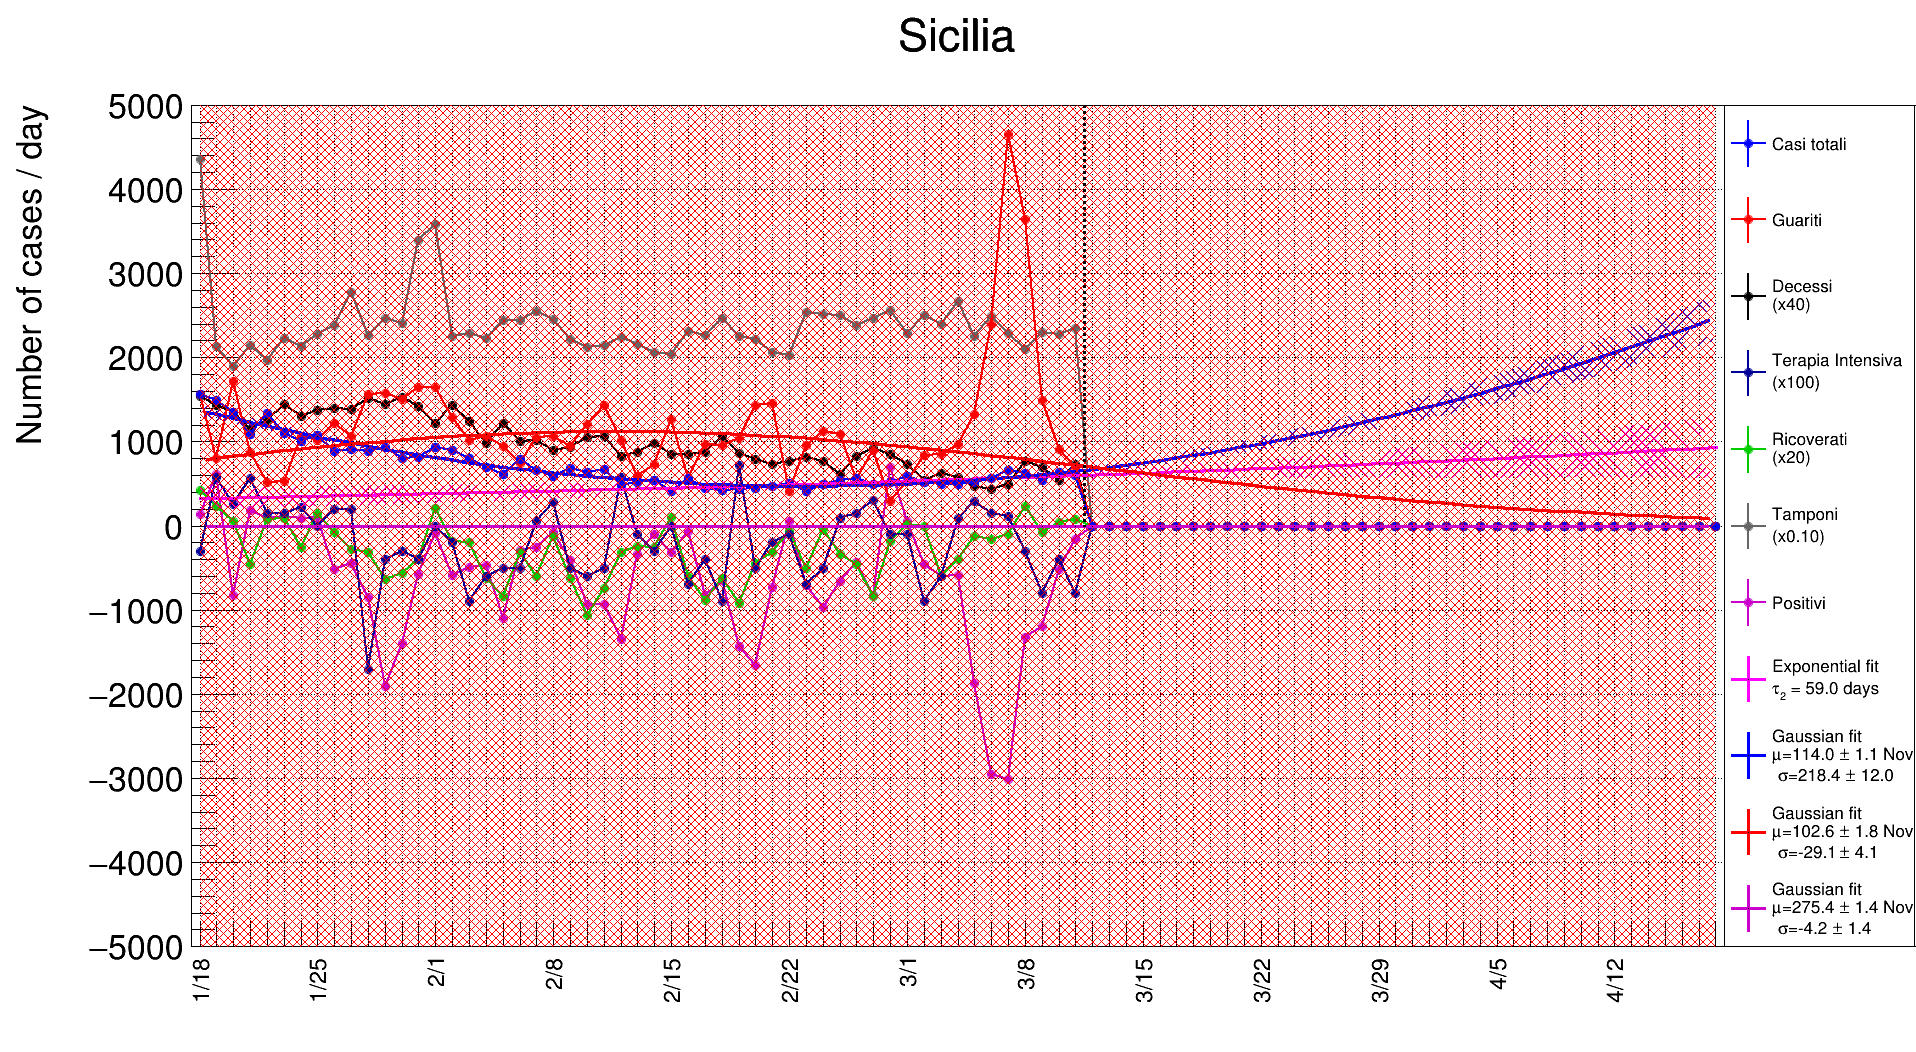 Sicilia
Number of cases / day
5000
4000
3000
2000
1000
0
−1000
−2000
−3000
−4000
−5000
1/18
1/25
2/1
2/8
2/15
2/22
3/1
3/8
3/15
3/22
3/29
4/5
4/12
Casi totali
Guariti
Decessi
(x40)
Terapia Intensiva
(x100)
Ricoverati
(x20)
Tamponi
(x0.10)
Positivi
Exponential fit
τ2 = 59.0 days
Gaussian fit
μ=114.0 ± 1.1 Nov
σ=218.4 ± 12.0
Gaussian fit
μ=102.6 ± 1.8 Nov
σ=-29.1 ± 4.1
Gaussian fit
μ=275.4 ± 1.4 Nov
σ=-4.2 ± 1.4